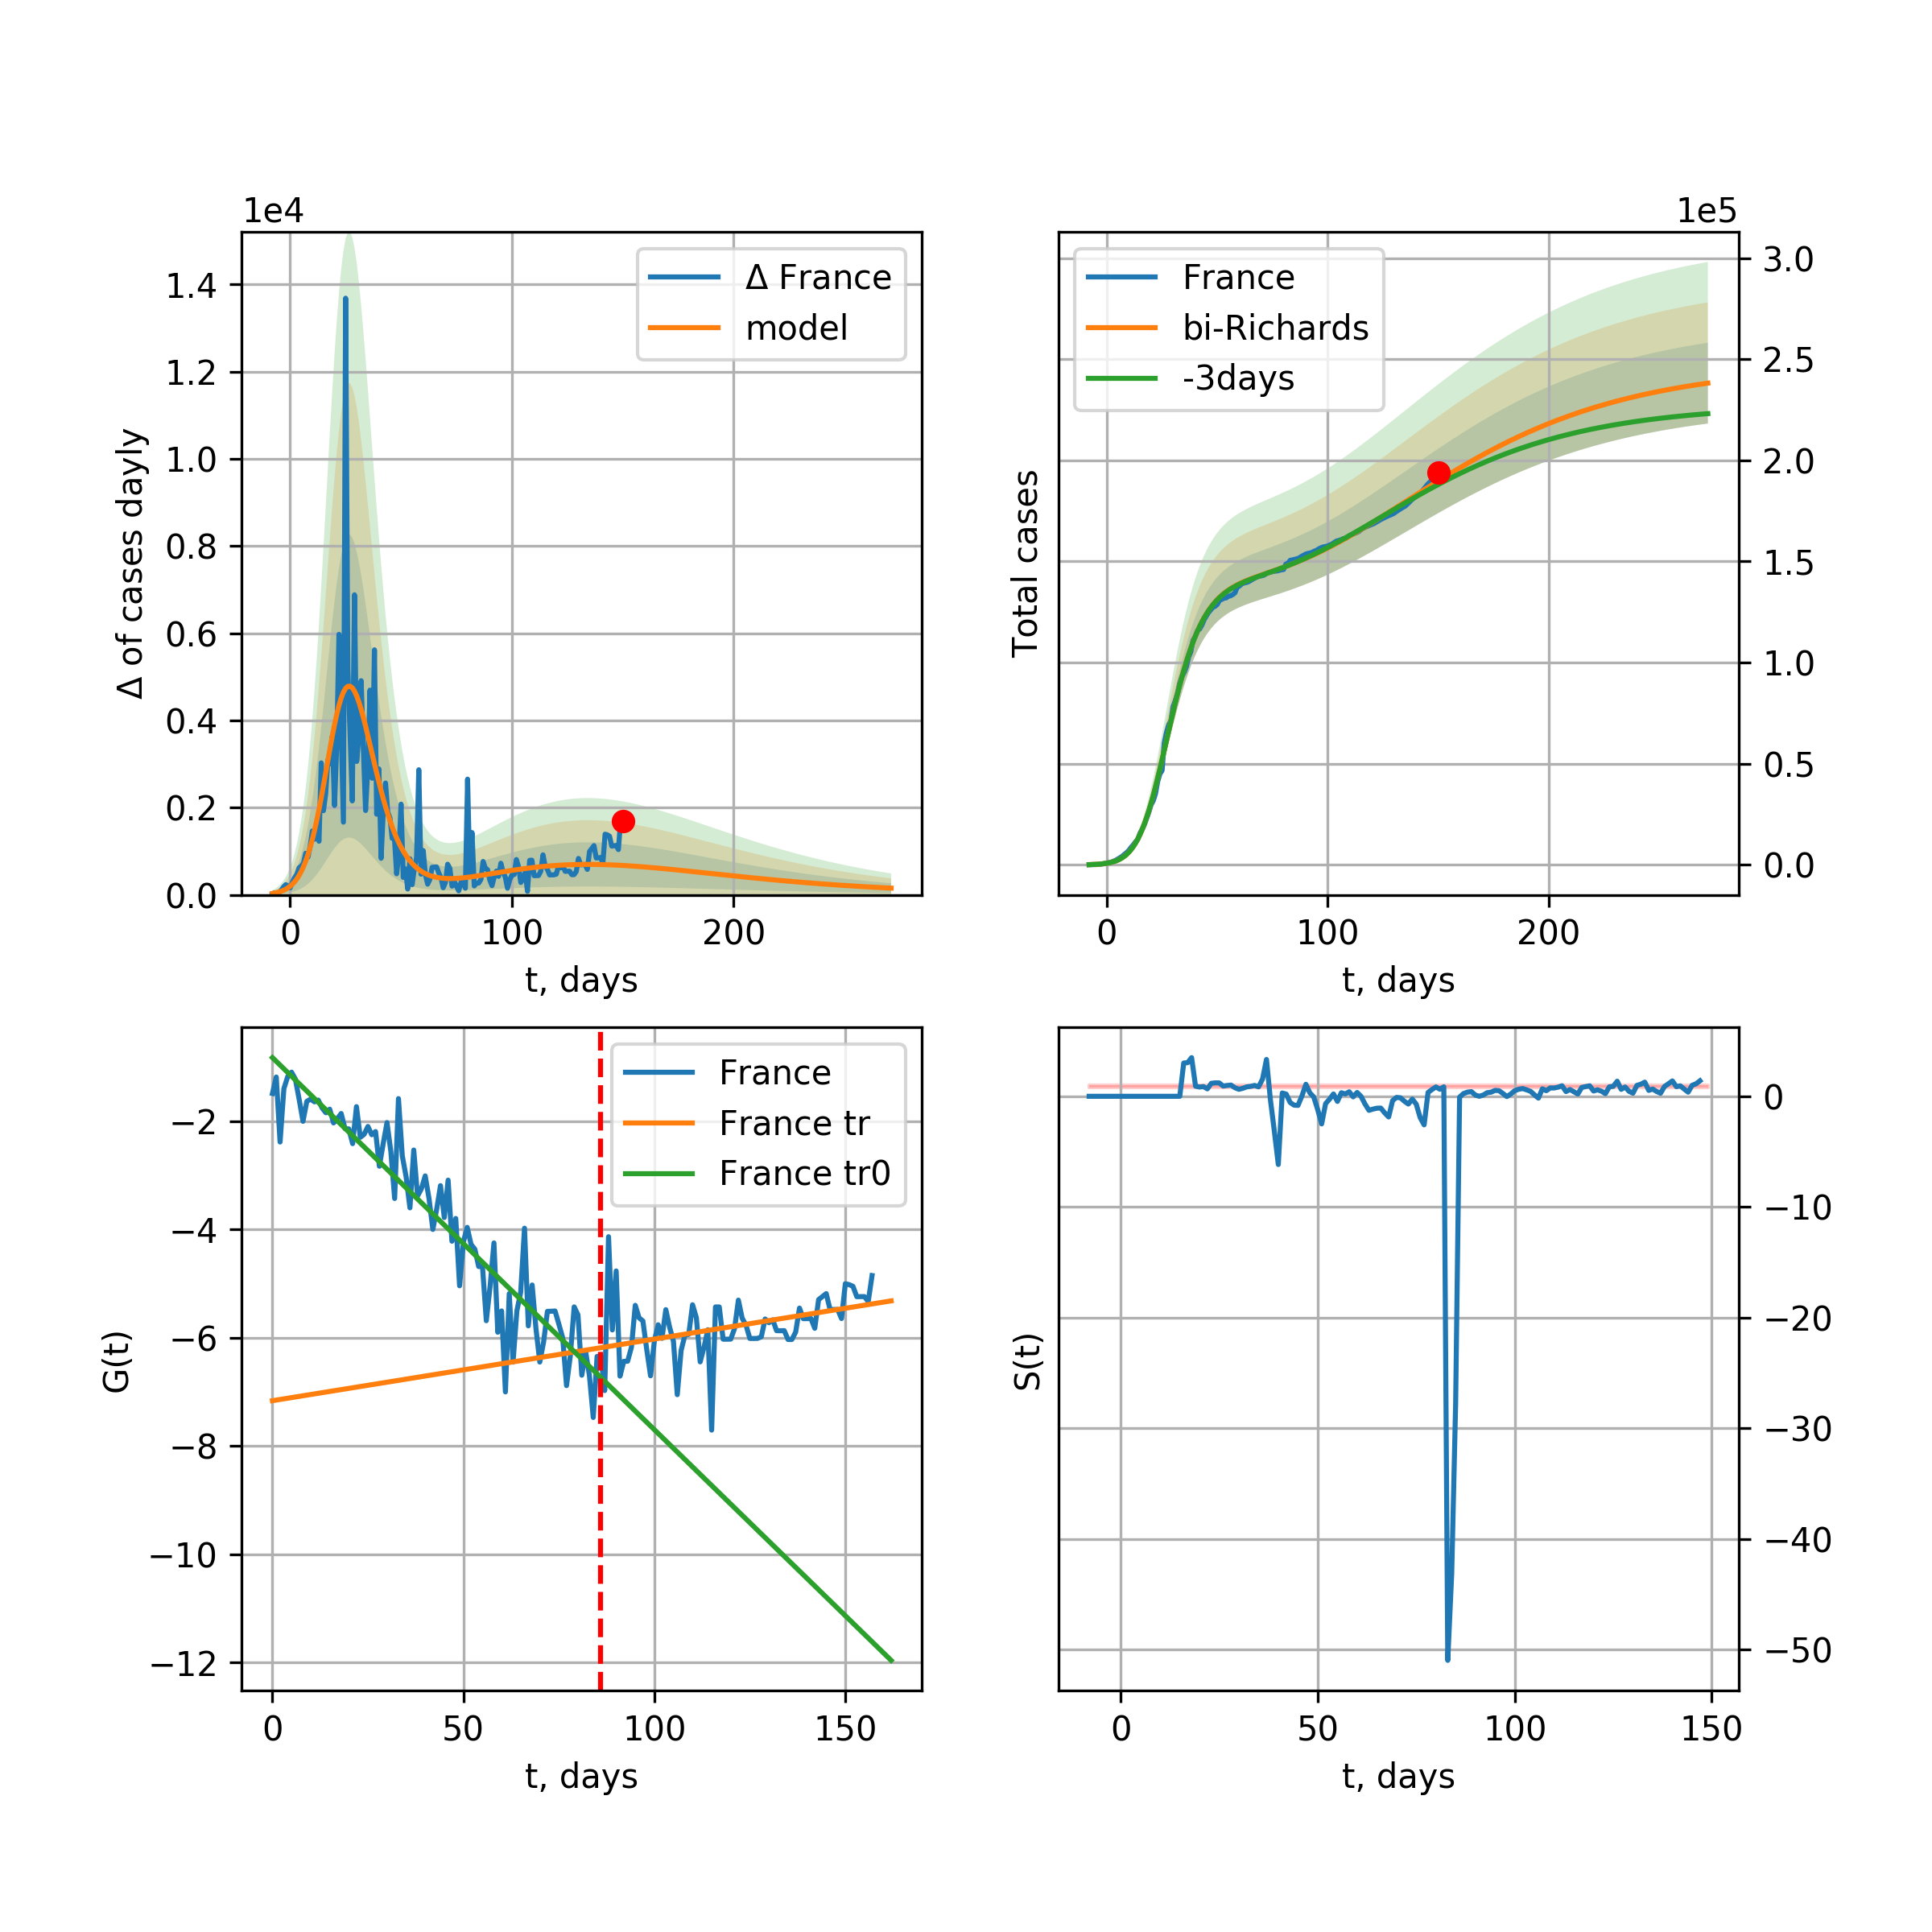 1e4
Δ of cases dayly
1.4
1.2
1.0
0.8
0.6
0.4
0.2
0.0
0
100
200
t, days
Δ France
model
1e5
Total cases
3.0
2.5
2.0
1.5
1.0
0.5
0.0
0
100
200
t, days
France
bi-Richards
-3days
G(t)
−2
−4
−6
−8
−10
−12
0
50
100
150
t, days
France
France tr
France tr0
S(t)
0
−10
−20
−30
−40
−50
0
50
100
150
t, days